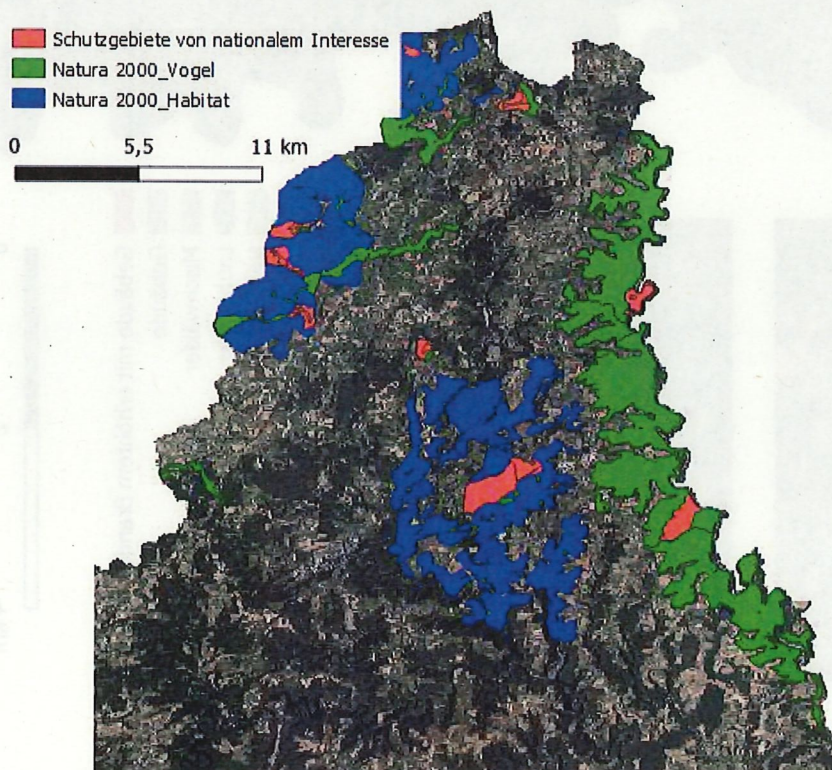 Schutzgebiete von nationalem Interesse
Natura 2000_Vogel
Natura 2000_Habitat
0 5,5 11 km